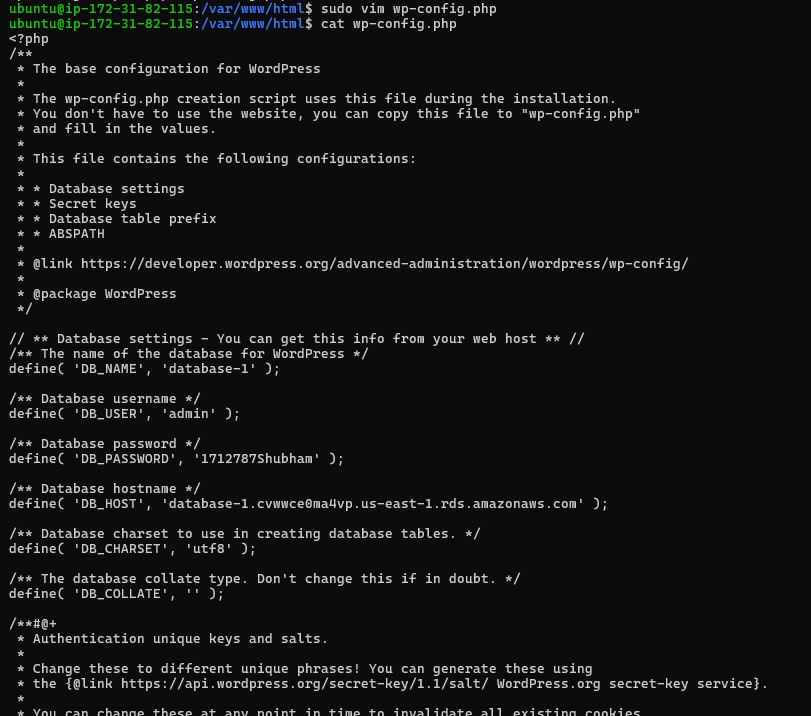 ubuntu@ip-172-31-82-115:/var/www/html$ sudo vim wp-config.php
ubuntu@ip-172-31-82-115:/var/www/html$ cat wp-config.php
<?php
/**
 * The base configuration for WordPress
 *
 * The wp-config.php creation script uses this file during the installation.
 * You don't have to use the website, you can copy this file to "wp-config.php"
 * and fill in the values.
 *
 * This file contains the following configurations:
 *
 * * Database settings
 * * Secret keys
 * * Database table prefix
 * * ABSPATH
 *
 * @link https://developer.wordpress.org/advanced-administration/wordpress/wp-config/
 *
 * @package WordPress
 */

// ** Database settings - You can get this info from your web host ** //
/** The name of the database for WordPress */
define( 'DB_NAME', 'database-1' );

/** Database username */
define( 'DB_USER', 'admin' );

/** Database password */
define( 'DB_PASSWORD', '1712787Shubham' );

/** Database hostname */
define( 'DB_HOST', 'database-1.cvwwce0ma4vp.us-east-1.rds.amazonaws.com' );

/** Database charset to use in creating database tables. */
define( 'DB_CHARSET', 'utf8' );

/** The database collate type. Don't change this if in doubt. */
define( 'DB_COLLATE', '' );

/**#@+
 * Authentication unique keys and salts.
 *
 * Change these to different unique phrases! You can generate these using
 * the {@link https://api.wordpress.org/secret-key/1.1/salt/ WordPress.org secret-key service}.
 *
 * You can change these at any point in time to invalidate all existing cookies.